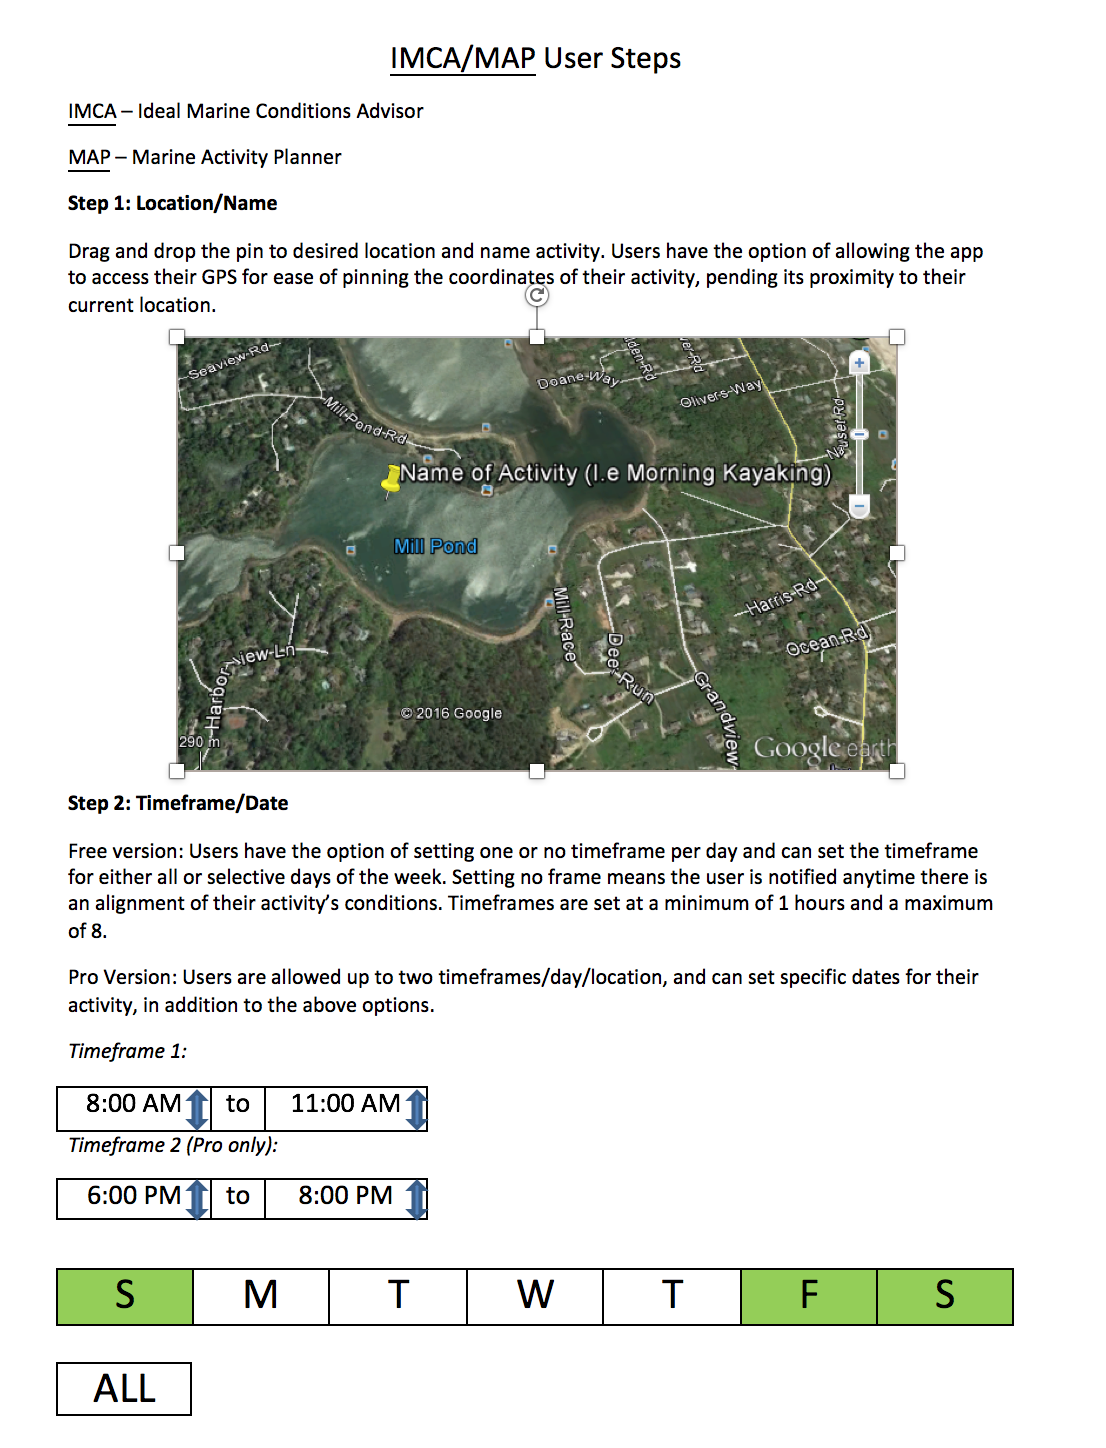 IMCA/MAP User Steps
IMCA – Ideal Marine Conditions Advisor
MAP – Marine Activity Planner
Step 1: Location/Name
Drag and drop the pin to desired location and name activity. Users have the option of allowing the app
to access their GPS for ease of pinning the coordinates of their activity, pending its proximity to their
current location.
Seaview Rd
Mill Pond Rd
Doane Way
Olivers Way
Nauset Rd
Name of Activity (I.e Morning Kayaking)
Mill Pond
Mill Race
Deer Run
Grandview
Harris Rd
Ocean Rd
Harbor View Ln
© 2016 Google
290 m
Google earth
Step 2: Timeframe/Date
Free version: Users have the option of setting one or no timeframe per day and can set the timeframe
for either all or selective days of the week. Setting no frame means the user is notified anytime there is
an alignment of their activity's conditions. Timeframes are set at a minimum of 1 hours and a maximum
of 8.
Pro Version: Users are allowed up to two timeframes/day/location, and can set specific dates for their
activity, in addition to the above options.
Timeframe 1:
8:00 AM to 11:00 AM
Timeframe 2 (Pro only):
6:00 PM to 8:00 PM
S M T W T F S
ALL